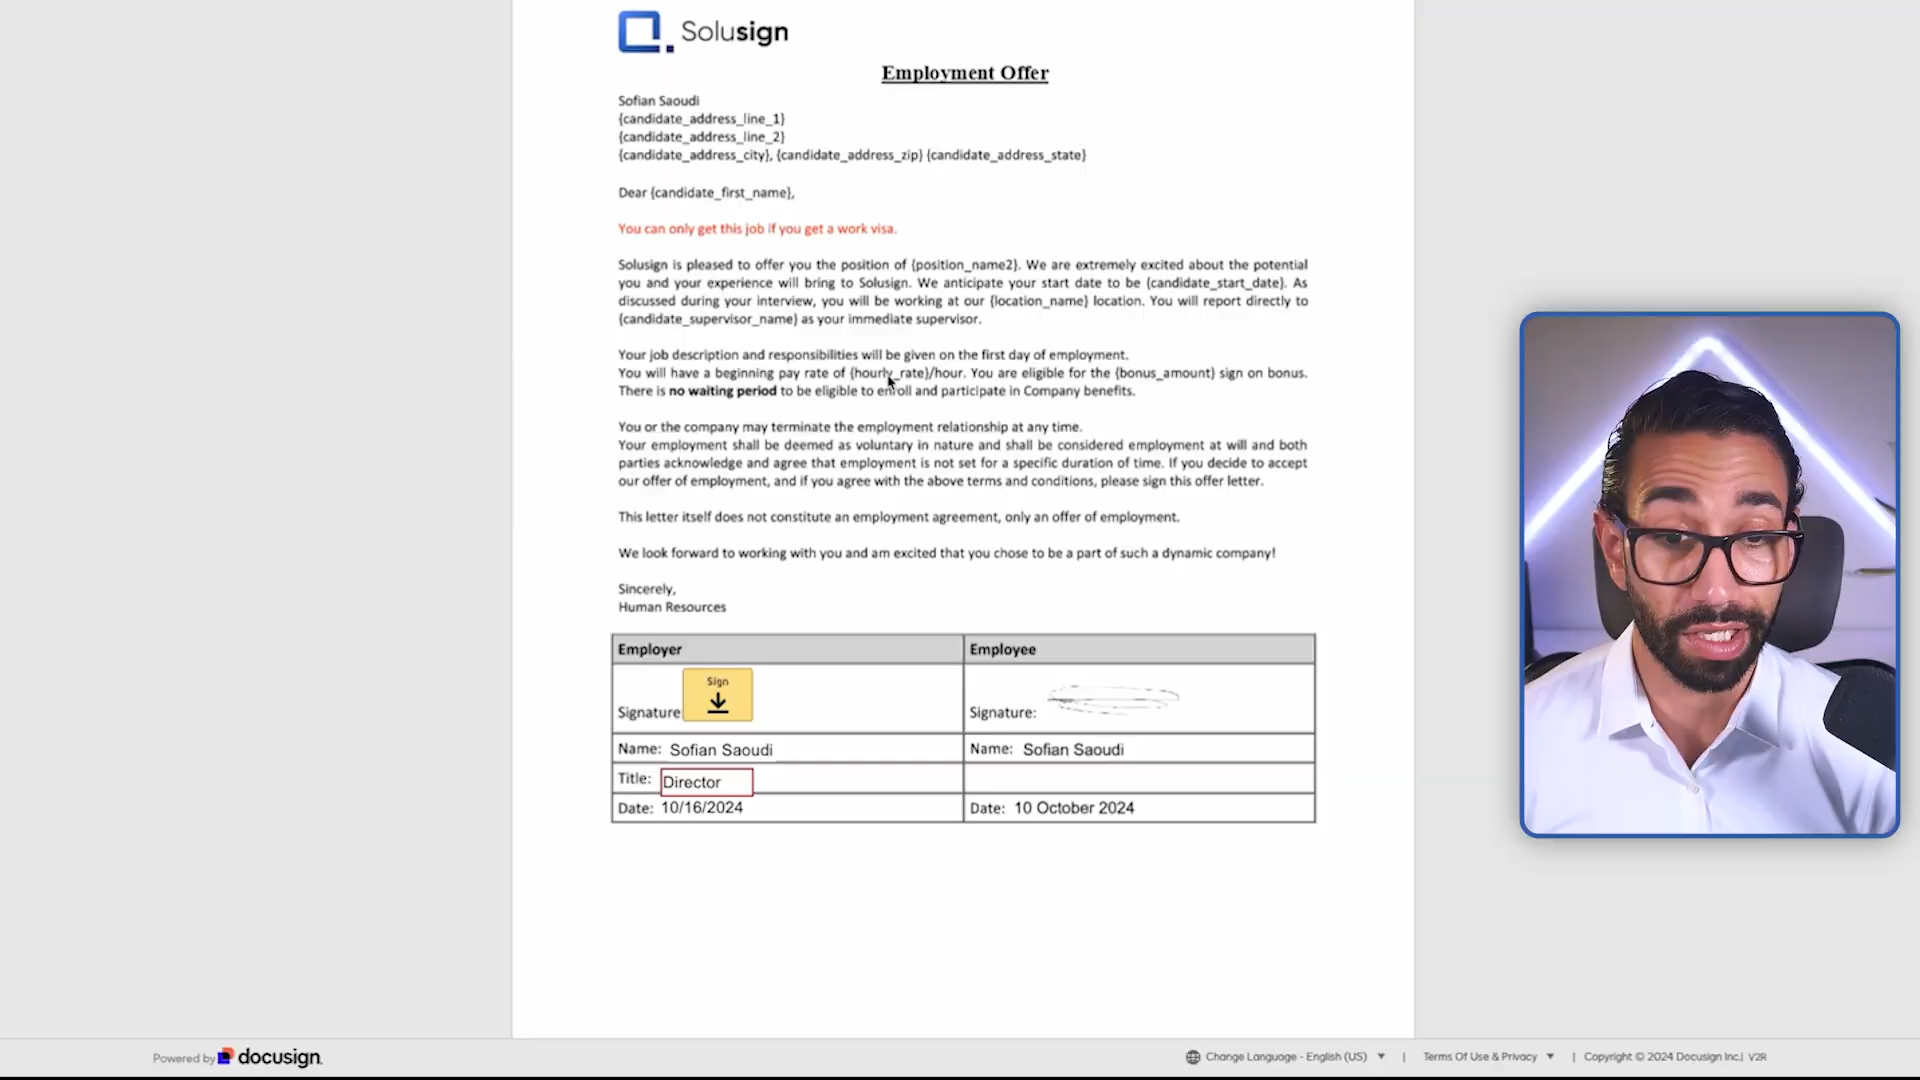 Solusign
Employment Offer
Sofian Saoudi
{candidate_address_line_1}
{candidate_address_line_2}
{candidate_address_city}, {candidate_address_zip} {candidate_address_state}
Dear {candidate_first_name},
You can only get this job if you get a work visa.
Solusign is pleased to offer you the position of {position_name2}. We are extremely excited about the potential
you and your experience will bring to Solusign. We anticipate your start date to be {candidate_start_date}. As
discussed during your interview, you will be working at our {location_name} location. You will report directly to
{candidate_supervisor_name} as your immediate supervisor.
Your job description and responsibilities will be given on the first day of employment.
You will have a beginning pay rate of {hourly_rate}/hour. You are eligible for the {bonus_amount} sign on bonus.
There is no waiting period to be eligible to enroll and participate in Company benefits.
You or the company may terminate the employment relationship at any time.
Your employment shall be deemed as voluntary in nature and shall be considered employment at will and both
parties acknowledge and agree that employment is not set for a specific duration of time. If you decide to accept
our offer of employment, and if you agree with the above terms and conditions, please sign this offer letter.
This letter itself does not constitute an employment agreement, only an offer of employment.
We look forward to working with you and am excited that you chose to be a part of such a dynamic company!
Sincerely,
Human Resources
Employer Employee
Sign
Signature Signature:
Name: Sofian Saoudi Name: Sofian Saoudi
Title: Director
Date: 10/16/2024 Date: 10 October 2024
Powered by docusign
Change Language - English (US) ▼ | Terms Of Use & Privacy ▼ | Copyright © 2024 Docusign Inc. | V2R